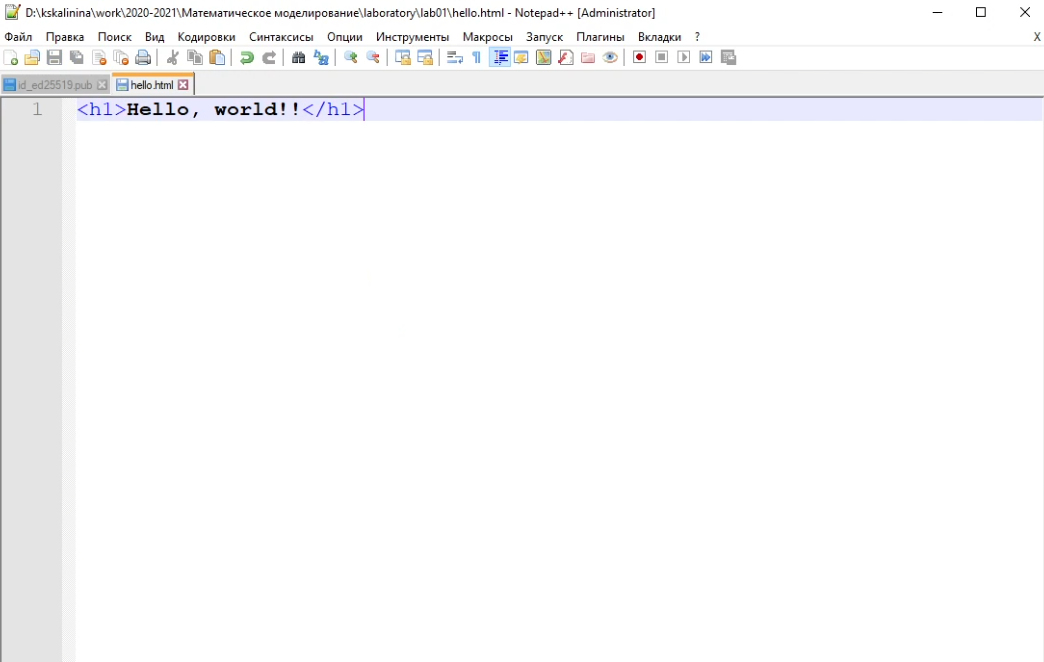 D:\kskalinina\work\2020-2021\Математическое моделирование\laboratory\lab01\hello.html - Notepad++ [Administrator]
Файл Правка Поиск Вид Кодировки Синтаксисы Опции Инструменты Макросы Запуск Плагины Вкладки ? X
id_ed25519.pub hello.html
1 <h1>Hello, world!!</h1>